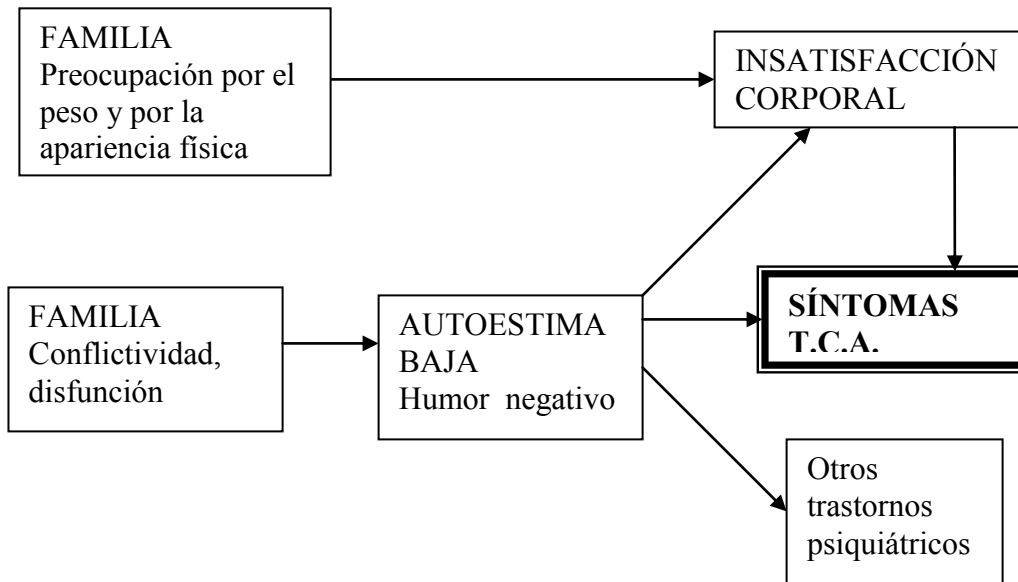 FAMILIA
Preocupación por el
peso y por la
apariencia física
INSATISFACCIÓN
CORPORAL
FAMILIA
Conflictividad,
disfunción
AUTOESTIMA
BAJA
Humor negativo
SÍNTOMAS
T.C.A.
Otros
trastornos
psiquiátricos